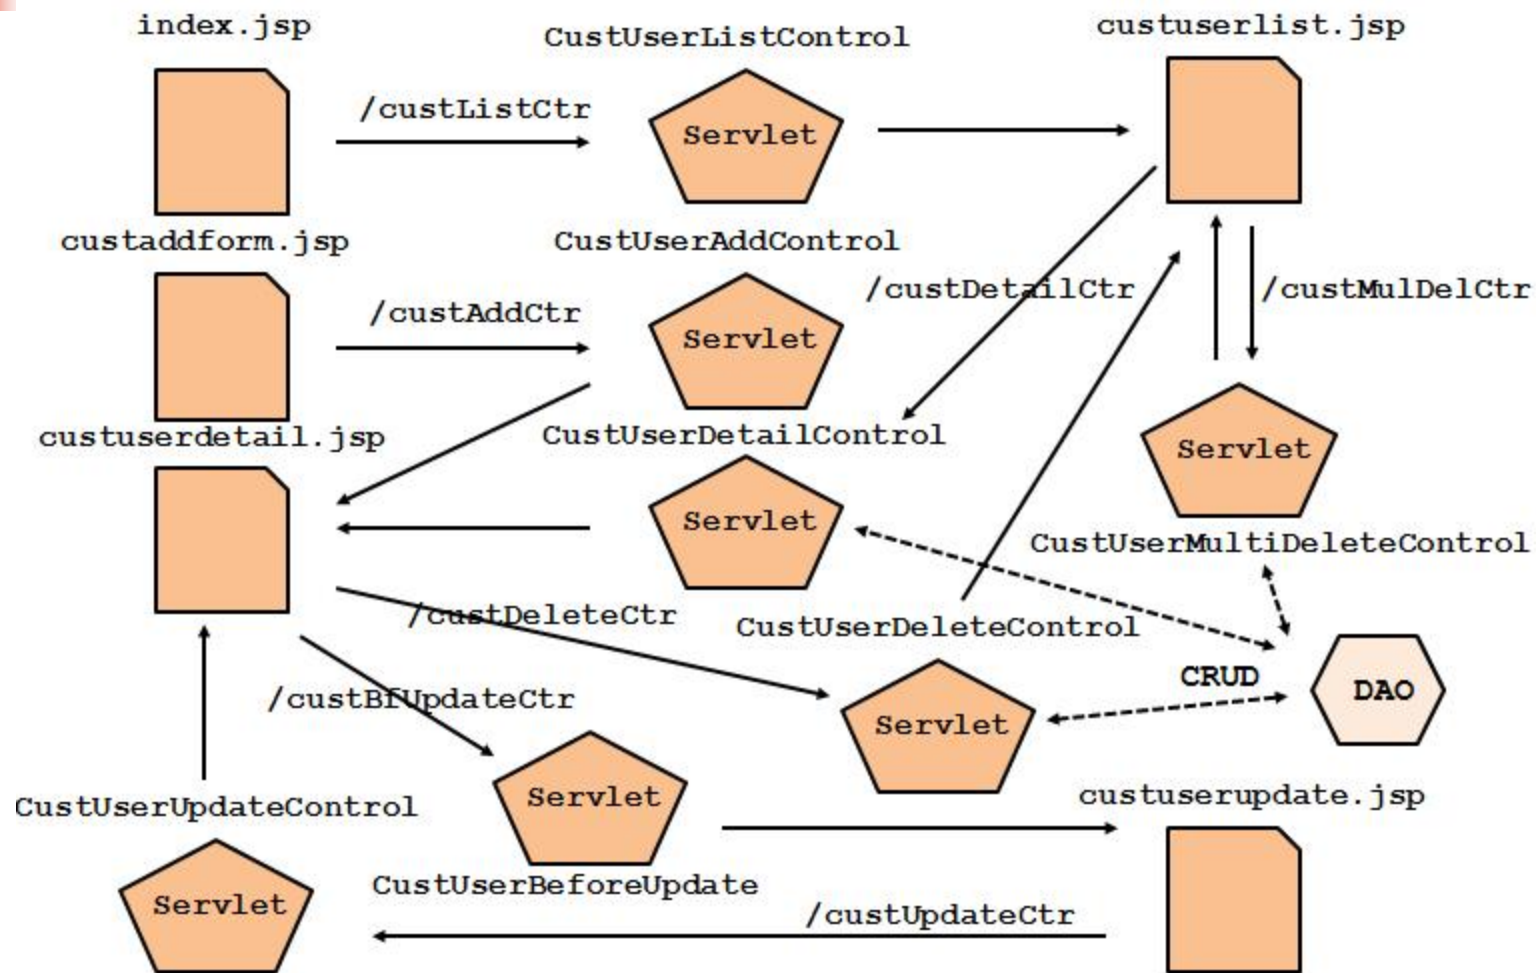 index.jsp
CustUserListControl
custuserlist.jsp
/custListCtr
Servlet
custaddform.jsp
CustUserAddControl
/custDetailCtr
/custMulDelCtr
/custAddCtr
Servlet
custuserdetail.jsp
CustUserDetailControl
Servlet
Servlet
CustUserMultiDeleteControl
/custDeleteCtr
CustUserDeleteControl
CRUD
DAO
/custBfUpdateCtr
Servlet
Servlet
custuserupdate.jsp
CustUserUpdateControl
CustUserBeforeUpdate
Servlet
/custUpdateCtr